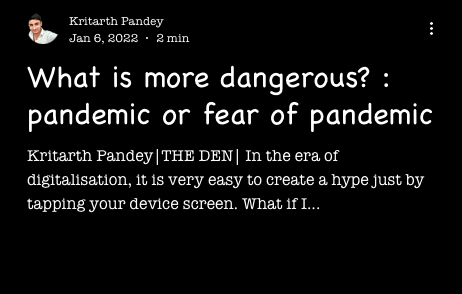 Kritarth Pandey
Jan 6, 2022 · 2 min
What is more dangerous? :
pandemic or fear of pandemic
Kritarth Pandey|THE DEN| In the era of
digitalisation, it is very easy to create a hype just by
tapping your device screen. What if I...